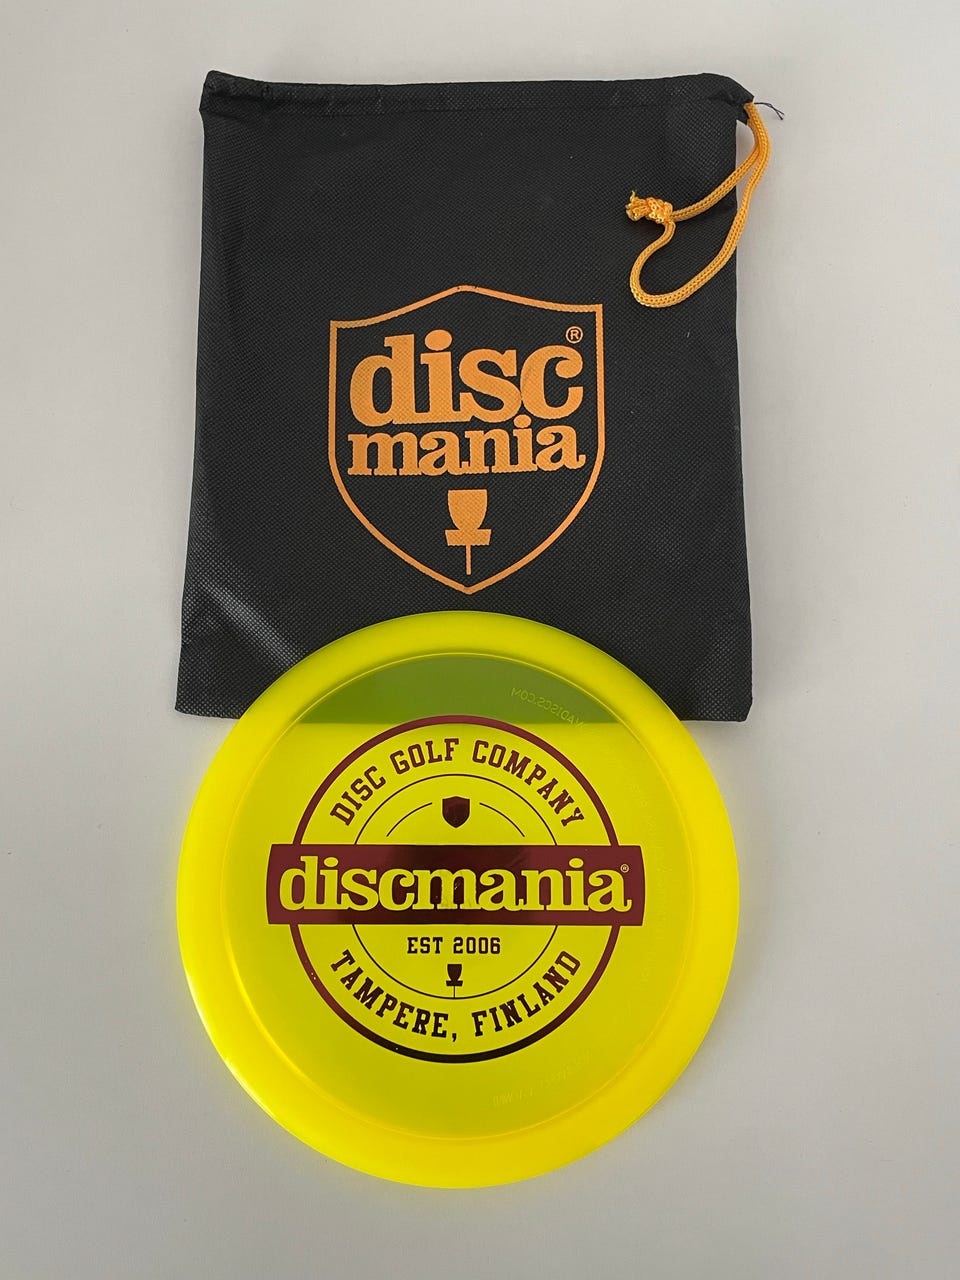 disc®
mania
DISC GOLF COMPANY
discmania®
EST 2006
TAMPERE, FINLAND